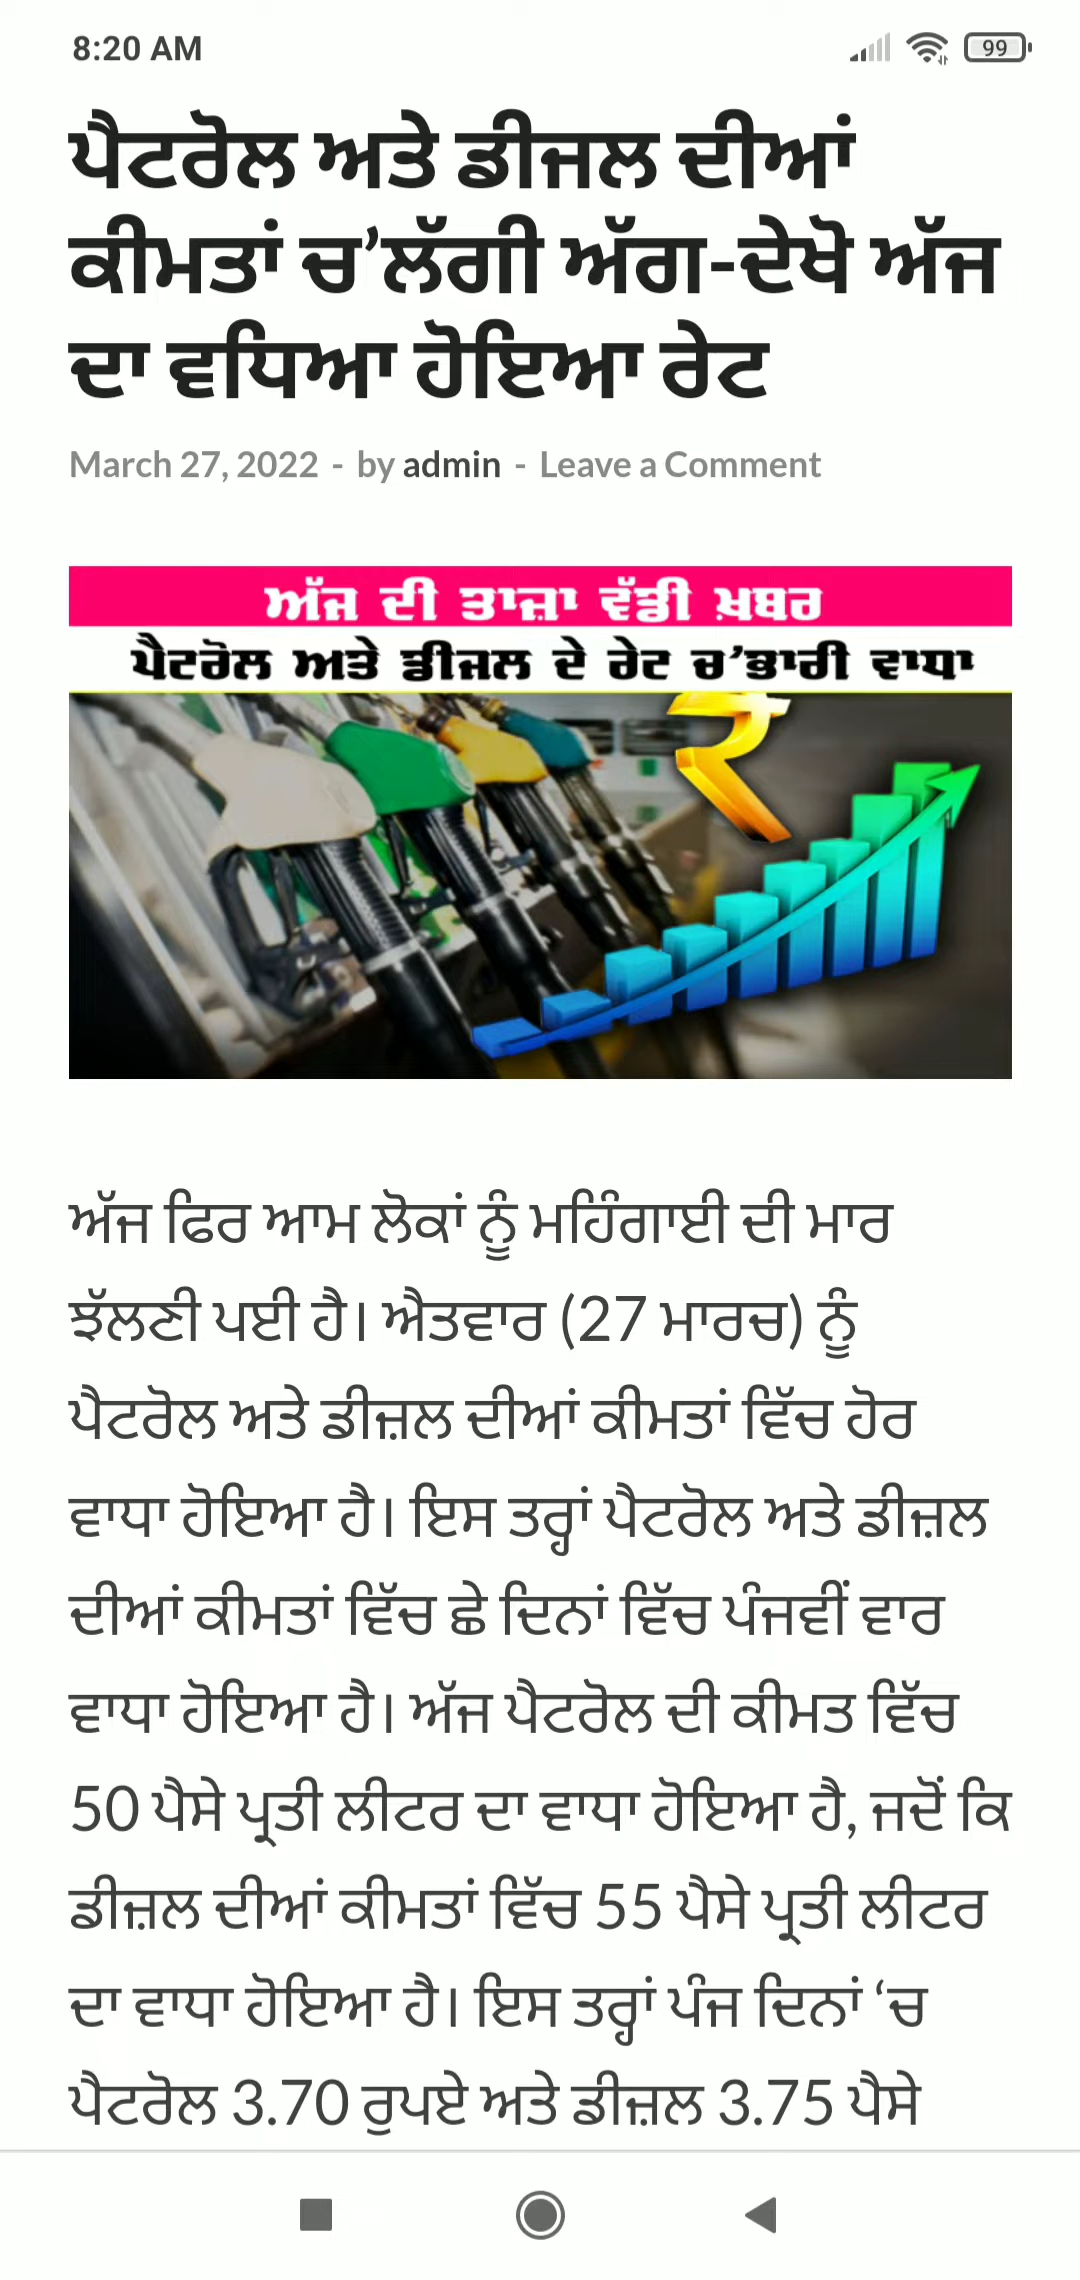 8:20 AM
99
ਪੈਟਰੋਲ ਅਤੇ ਡੀਜਲ ਦੀਆਂ
ਕੀਮਤਾਂ ਚ’ਲੱਗੀ ਅੱਗ-ਦੇਖੋ ਅੱਜ
ਦਾ ਵਧਿਆ ਹੋਇਆ ਰੇਟ
March 27, 2022 - by admin - Leave a Comment
ਅੱਜ ਦੀ ਤਾਜ਼ਾ ਵੱਡੀ ਖ਼ਬਰ
ਪੈਟਰੋਲ ਅਤੇ ਡੀਜਲ ਦੇ ਰੇਟ ਚ’ਭਾਰੀ ਵਾਧਾ
₹
ਅੱਜ ਫਿਰ ਆਮ ਲੋਕਾਂ ਨੂੰ ਮਹਿੰਗਾਈ ਦੀ ਮਾਰ
ਝੱਲਣੀ ਪਈ ਹੈ। ਐਤਵਾਰ (27 ਮਾਰਚ) ਨੂੰ
ਪੈਟਰੋਲ ਅਤੇ ਡੀਜ਼ਲ ਦੀਆਂ ਕੀਮਤਾਂ ਵਿੱਚ ਹੋਰ
ਵਾਧਾ ਹੋਇਆ ਹੈ। ਇਸ ਤਰ੍ਹਾਂ ਪੈਟਰੋਲ ਅਤੇ ਡੀਜ਼ਲ
ਦੀਆਂ ਕੀਮਤਾਂ ਵਿੱਚ ਛੇ ਦਿਨਾਂ ਵਿੱਚ ਪੰਜਵੀਂ ਵਾਰ
ਵਾਧਾ ਹੋਇਆ ਹੈ। ਅੱਜ ਪੈਟਰੋਲ ਦੀ ਕੀਮਤ ਵਿੱਚ
50 ਪੈਸੇ ਪ੍ਰਤੀ ਲੀਟਰ ਦਾ ਵਾਧਾ ਹੋਇਆ ਹੈ, ਜਦੋਂ ਕਿ
ਡੀਜ਼ਲ ਦੀਆਂ ਕੀਮਤਾਂ ਵਿੱਚ 55 ਪੈਸੇ ਪ੍ਰਤੀ ਲੀਟਰ
ਦਾ ਵਾਧਾ ਹੋਇਆ ਹੈ। ਇਸ ਤਰ੍ਹਾਂ ਪੰਜ ਦਿਨਾਂ ‘ਚ
ਪੈਟਰੋਲ 3.70 ਰੁਪਏ ਅਤੇ ਡੀਜ਼ਲ 3.75 ਪੈਸੇ